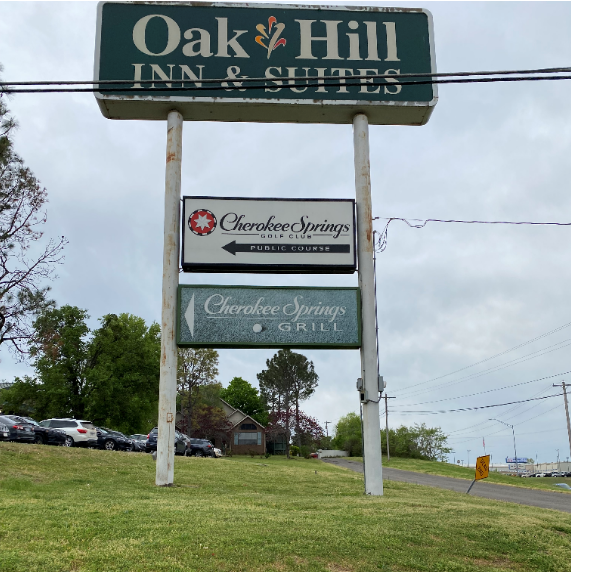 Oak Hill
INN & SUITES
Cherokee Springs
GOLF CLUB
PUBLIC COURSE
Cherokee Springs
GRILL